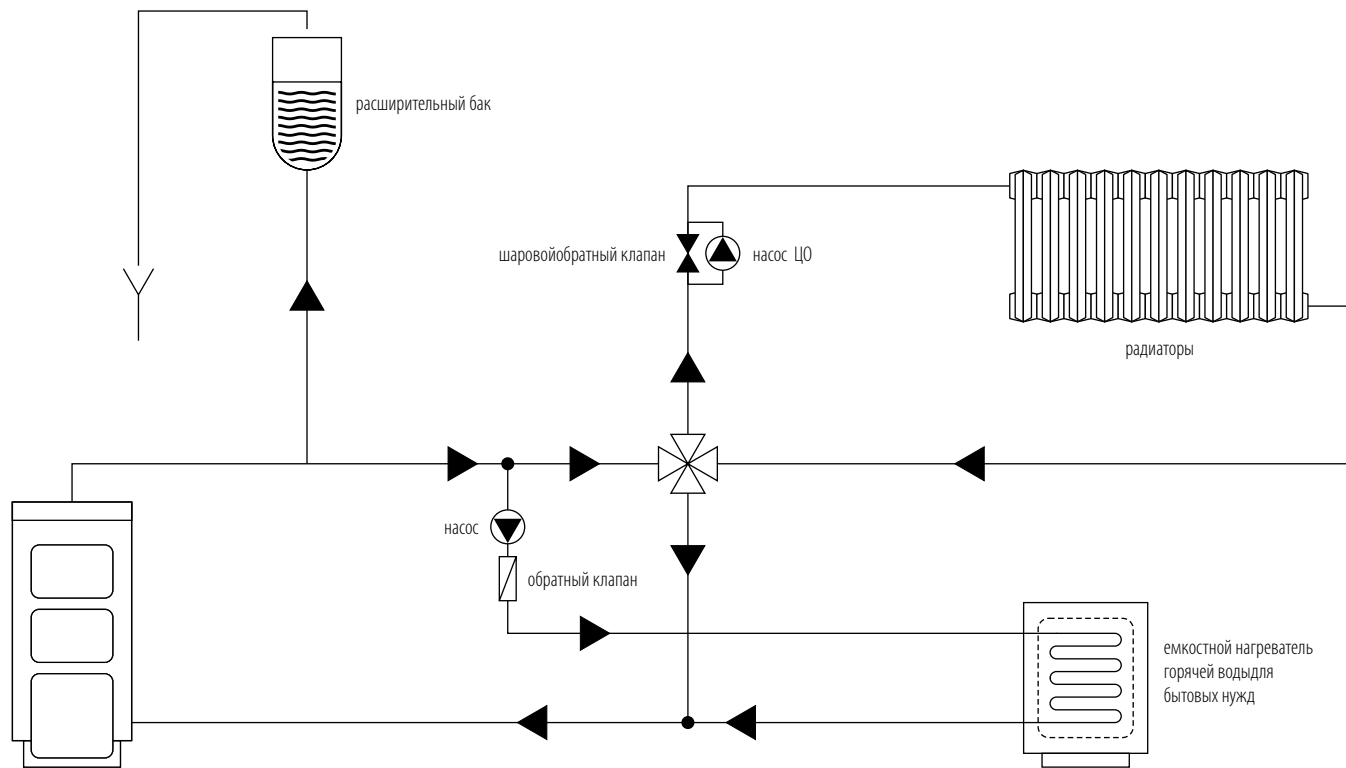 расширительный бак
шаровойобратный клапан
насос ЦО
радиаторы
насос
обратный клапан
емкостной нагреватель
горячей водыдля
бытовых нужд